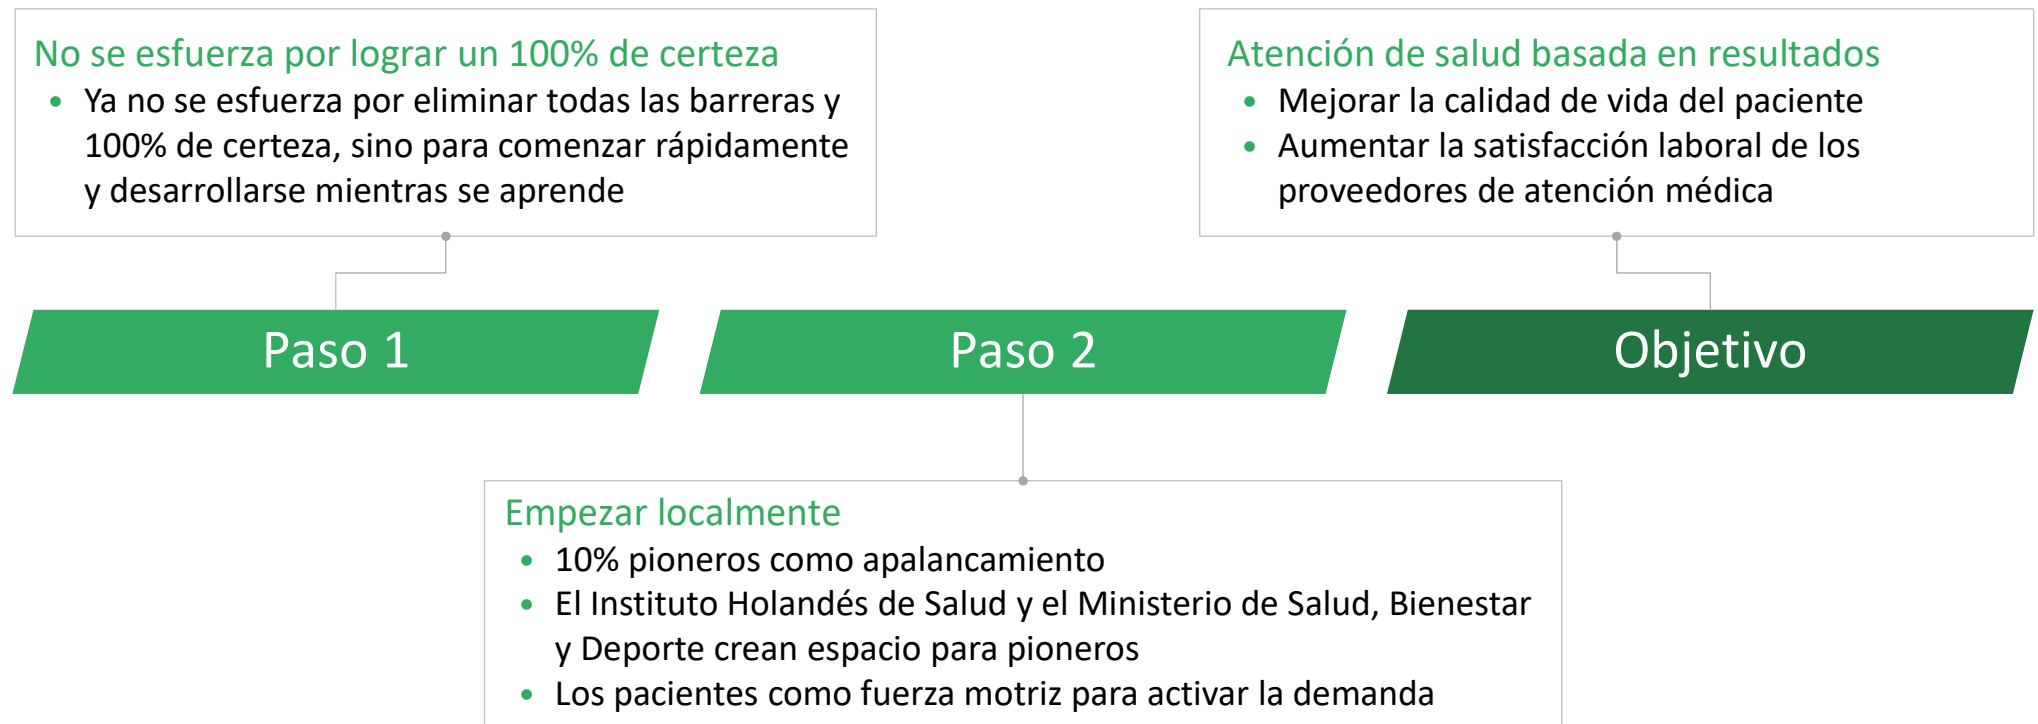 No se esfuerza por lograr un 100% de certeza
• Ya no se esfuerza por eliminar todas las barreras y
100% de certeza, sino para comenzar rápidamente
y desarrollarse mientras se aprende
Atención de salud basada en resultados
• Mejorar la calidad de vida del paciente
• Aumentar la satisfacción laboral de los
proveedores de atención médica
Paso 1
Paso 2
Objetivo
Empezar localmente
• 10% pioneros como apalancamiento
• El Instituto Holandés de Salud y el Ministerio de Salud, Bienestar
y Deporte crean espacio para pioneros
• Los pacientes como fuerza motriz para activar la demanda